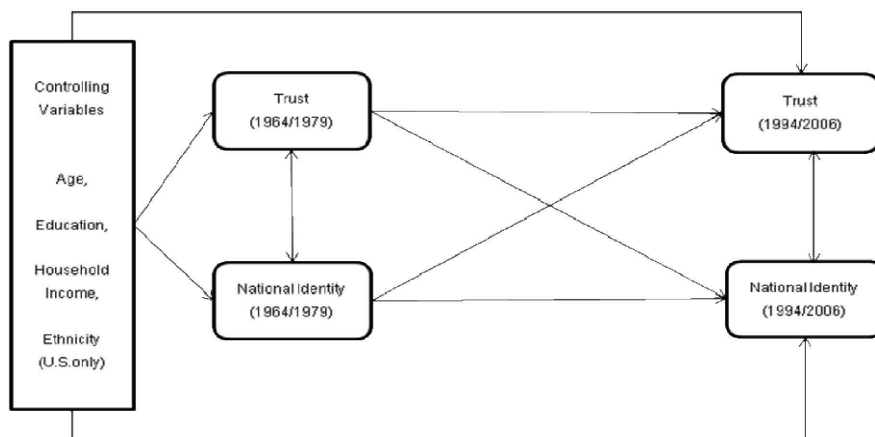 Controlling
Variables
Age,
Education,
Household
Income,
Ethnicity
(U.S.only)
Trust
(1964/1979)
National Identity
(1964/1979)
Trust
(1994/2006)
National Identity
(1994/2006)